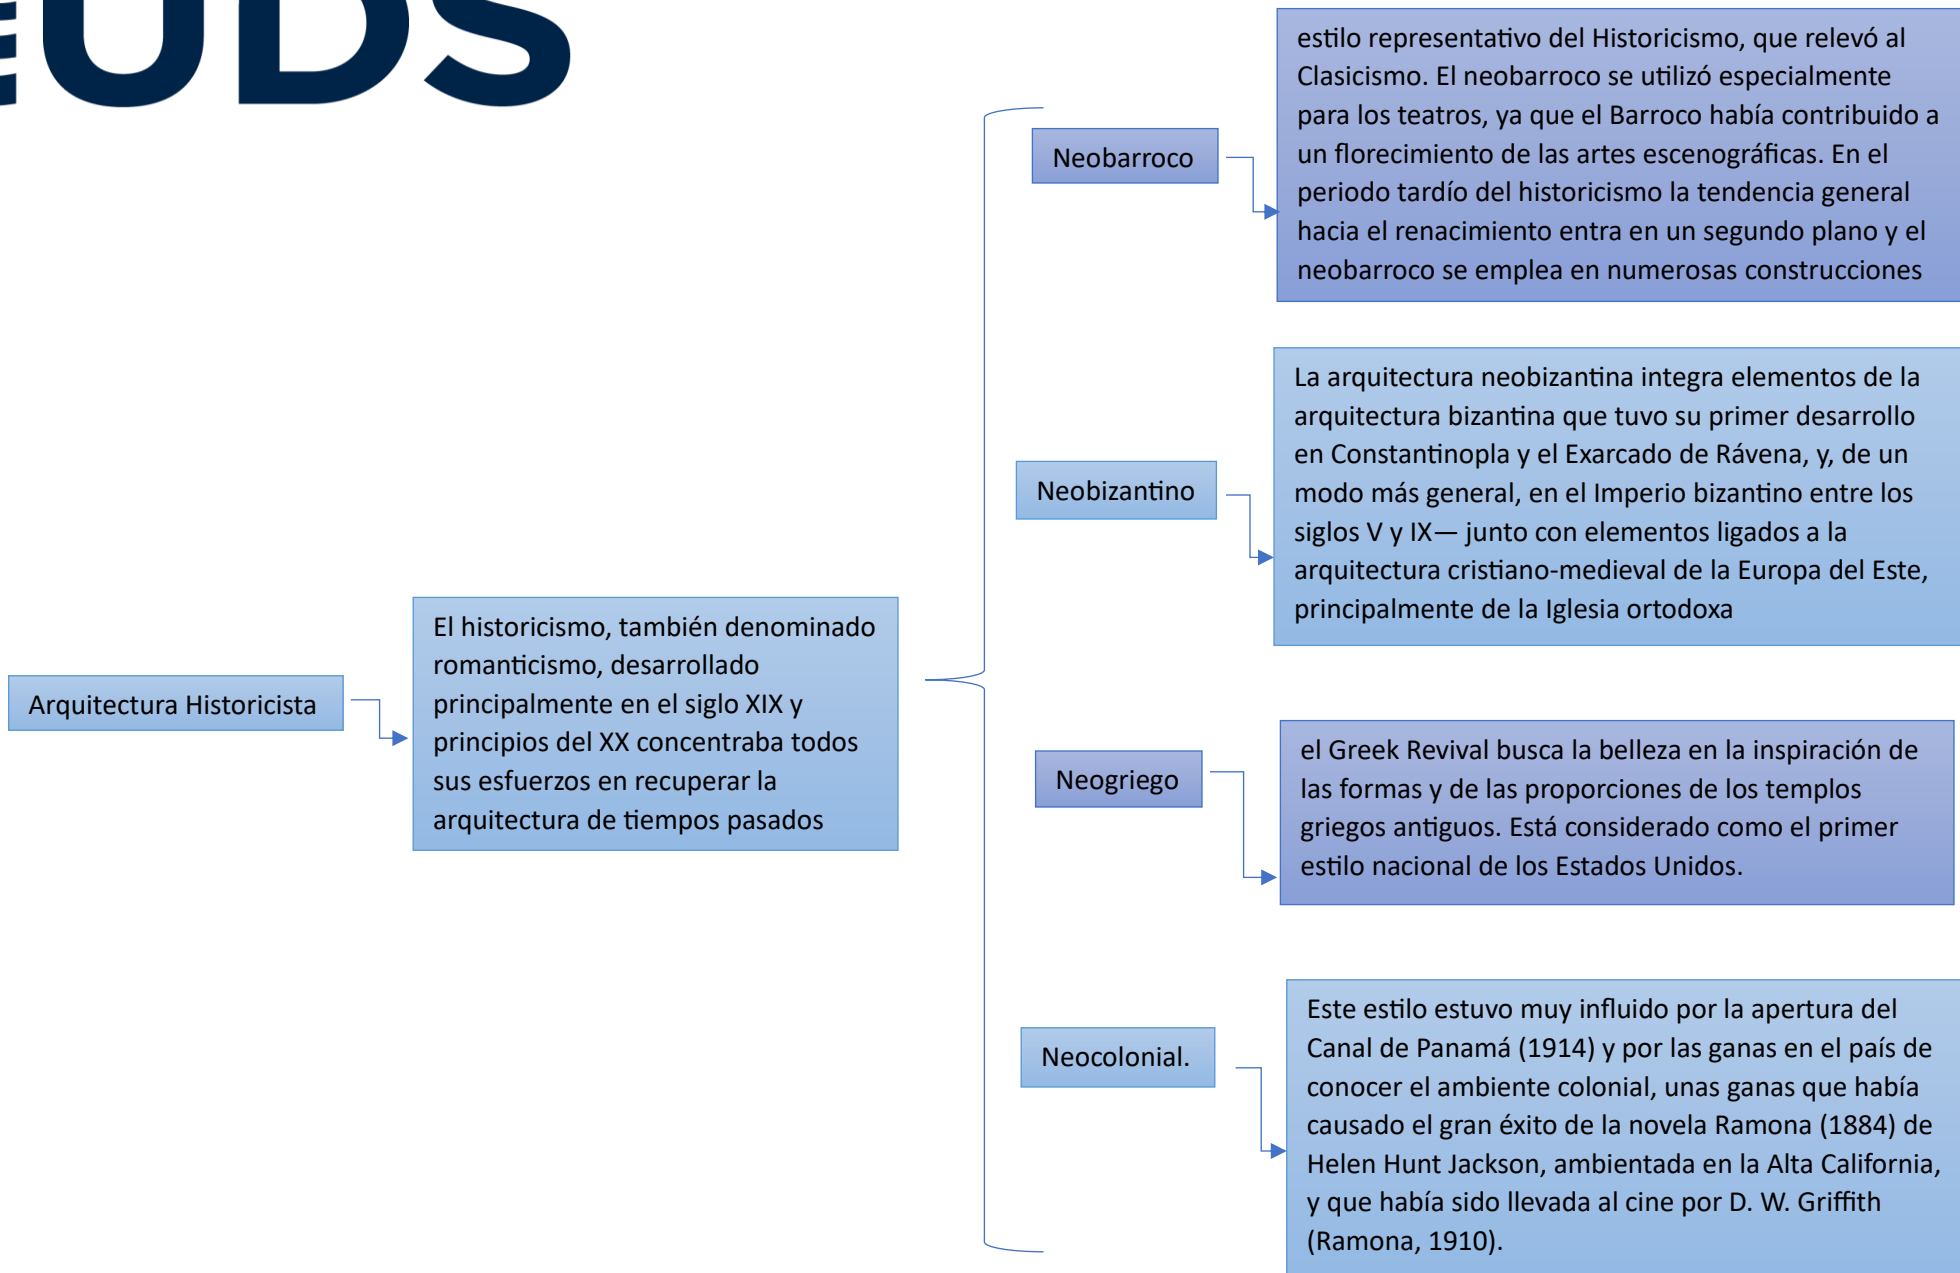 UDS
Arquitectura Historicista
El historicismo, también denominado
romanticismo, desarrollado
principalmente en el siglo XIX y
principios del XX concentraba todos
sus esfuerzos en recuperar la
arquitectura de tiempos pasados
Neobarroco
estilo representativo del Historicismo, que relevó al
Clasicismo. El neobarroco se utilizó especialmente
para los teatros, ya que el Barroco había contribuido a
un florecimiento de las artes escenográficas. En el
periodo tardío del historicismo la tendencia general
hacia el renacimiento entra en un segundo plano y el
neobarroco se emplea en numerosas construcciones
Neobizantino
La arquitectura neobizantina integra elementos de la
arquitectura bizantina que tuvo su primer desarrollo
en Constantinopla y el Exarcado de Rávena, y, de un
modo más general, en el Imperio bizantino entre los
siglos V y IX— junto con elementos ligados a la
arquitectura cristiano-medieval de la Europa del Este,
principalmente de la Iglesia ortodoxa
Neogriego
el Greek Revival busca la belleza en la inspiración de
las formas y de las proporciones de los templos
griegos antiguos. Está considerado como el primer
estilo nacional de los Estados Unidos.
Neocolonial.
Este estilo estuvo muy influido por la apertura del
Canal de Panamá (1914) y por las ganas en el país de
conocer el ambiente colonial, unas ganas que había
causado el gran éxito de la novela Ramona (1884) de
Helen Hunt Jackson, ambientada en la Alta California,
y que había sido llevada al cine por D. W. Griffith
(Ramona, 1910).